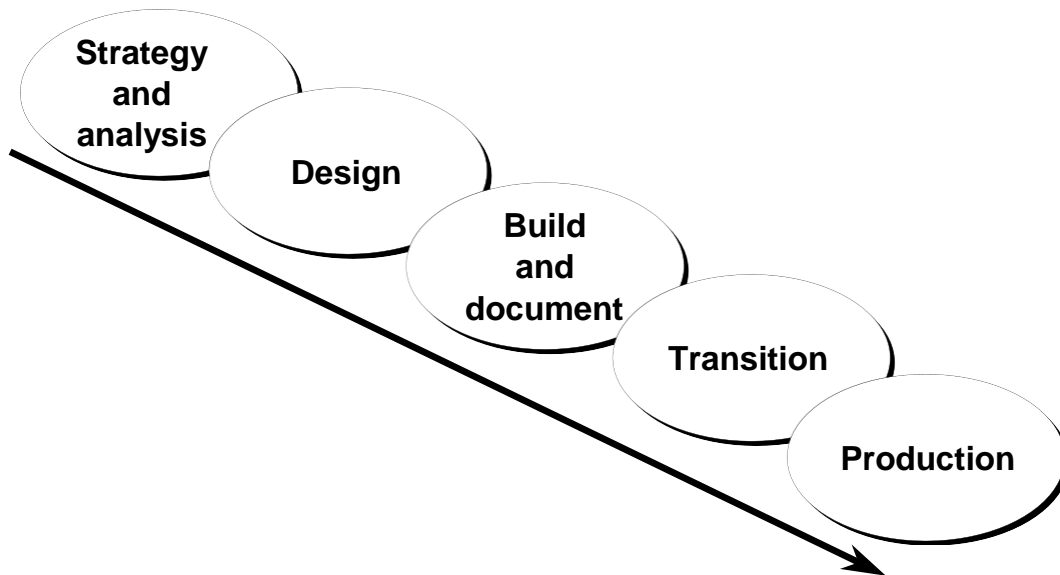 Strategy
and
analysis
Design
Build
and
document
Transition
Production